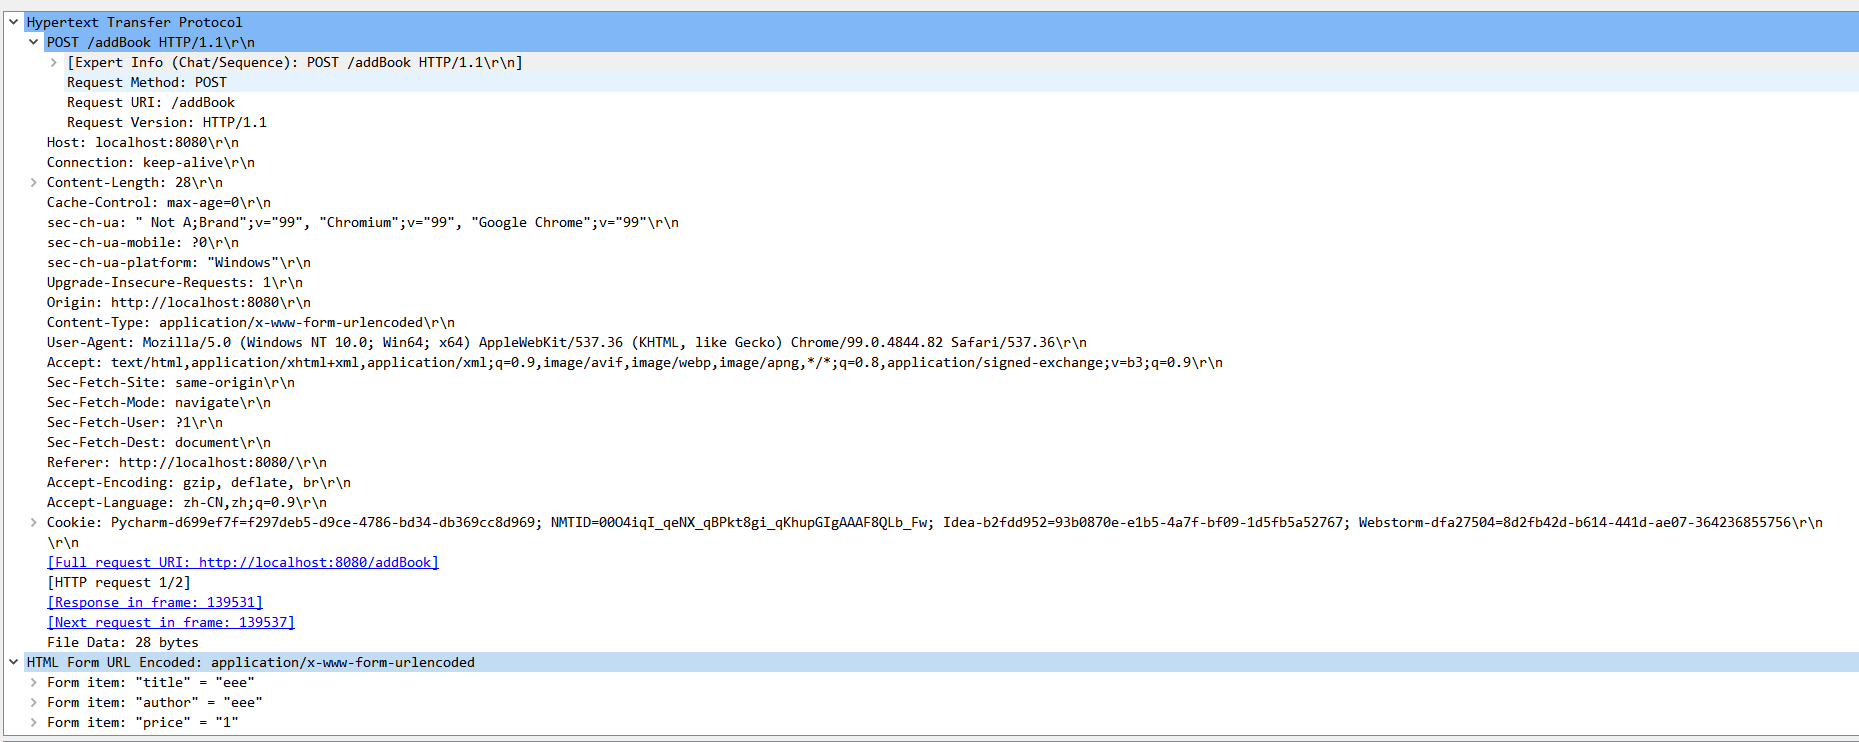 Hypertext Transfer Protocol
POST /addBook HTTP/1.1\r\n
[Expert Info (Chat/Sequence): POST /addBook HTTP/1.1\r\n]
Request Method: POST
Request URI: /addBook
Request Version: HTTP/1.1
Host: localhost:8080\r\n
Connection: keep-alive\r\n
Content-Length: 28\r\n
Cache-Control: max-age=0\r\n
sec-ch-ua: " Not A;Brand";v="99", "Chromium";v="99", "Google Chrome";v="99"\r\n
sec-ch-ua-mobile: ?0\r\n
sec-ch-ua-platform: "Windows"\r\n
Upgrade-Insecure-Requests: 1\r\n
Origin: http://localhost:8080\r\n
Content-Type: application/x-www-form-urlencoded\r\n
User-Agent: Mozilla/5.0 (Windows NT 10.0; Win64; x64) AppleWebKit/537.36 (KHTML, like Gecko) Chrome/99.0.4844.82 Safari/537.36\r\n
Accept: text/html,application/xhtml+xml,application/xml;q=0.9,image/avif,image/webp,image/apng,*/*;q=0.8,application/signed-exchange;v=b3;q=0.9\r\n
Sec-Fetch-Site: same-origin\r\n
Sec-Fetch-Mode: navigate\r\n
Sec-Fetch-User: ?1\r\n
Sec-Fetch-Dest: document\r\n
Referer: http://localhost:8080/\r\n
Accept-Encoding: gzip, deflate, br\r\n
Accept-Language: zh-CN,zh;q=0.9\r\n
Cookie: Pycharm-d699ef7f=f297deb5-d9ce-4786-bd34-db369cc8d969; NMTID=00O4iqI_qeNX_qBPkt8gi_qKhupGIgAAAF8QLb_Fw; Idea-b2fdd952=93b0870e-e1b5-4a7f-bf09-1d5fb5a52767; Webstorm-dfa27504=8d2fb42d-b614-441d-ae07-364236855756\r\n
\r\n
[Full request URI: http://localhost:8080/addBook]
[HTTP request 1/2]
[Response in frame: 139531]
[Next request in frame: 139537]
File Data: 28 bytes
HTML Form URL Encoded: application/x-www-form-urlencoded
Form item: "title" = "eee"
Form item: "author" = "eee"
Form item: "price" = "1"